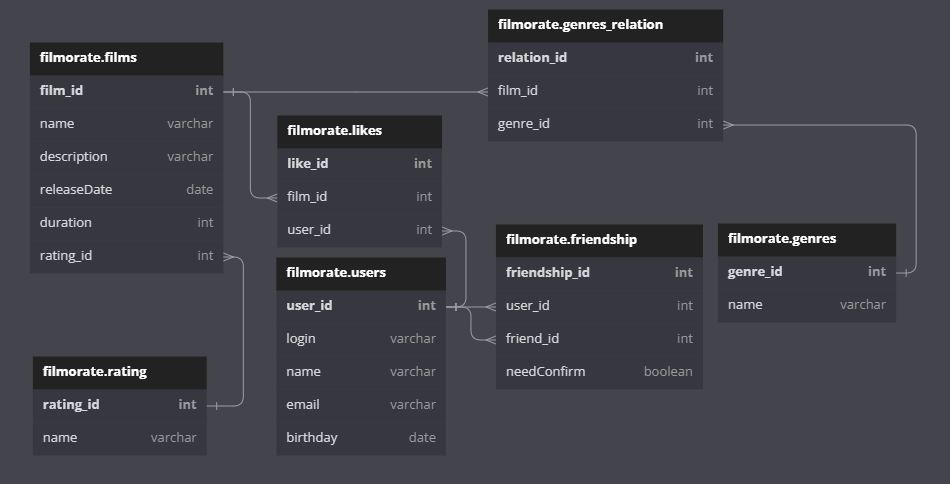 filmorate.films
film_id int
name varchar
description varchar
releaseDate date
duration int
rating_id int
filmorate.genres_relation
relation_id int
film_id int
genre_id int
filmorate.likes
like_id int
film_id int
user_id int
filmorate.friendship
friendship_id int
user_id int
friend_id int
needConfirm boolean
filmorate.genres
genre_id int
name varchar
filmorate.users
user_id int
login varchar
name varchar
email varchar
birthday date
filmorate.rating
rating_id int
name varchar